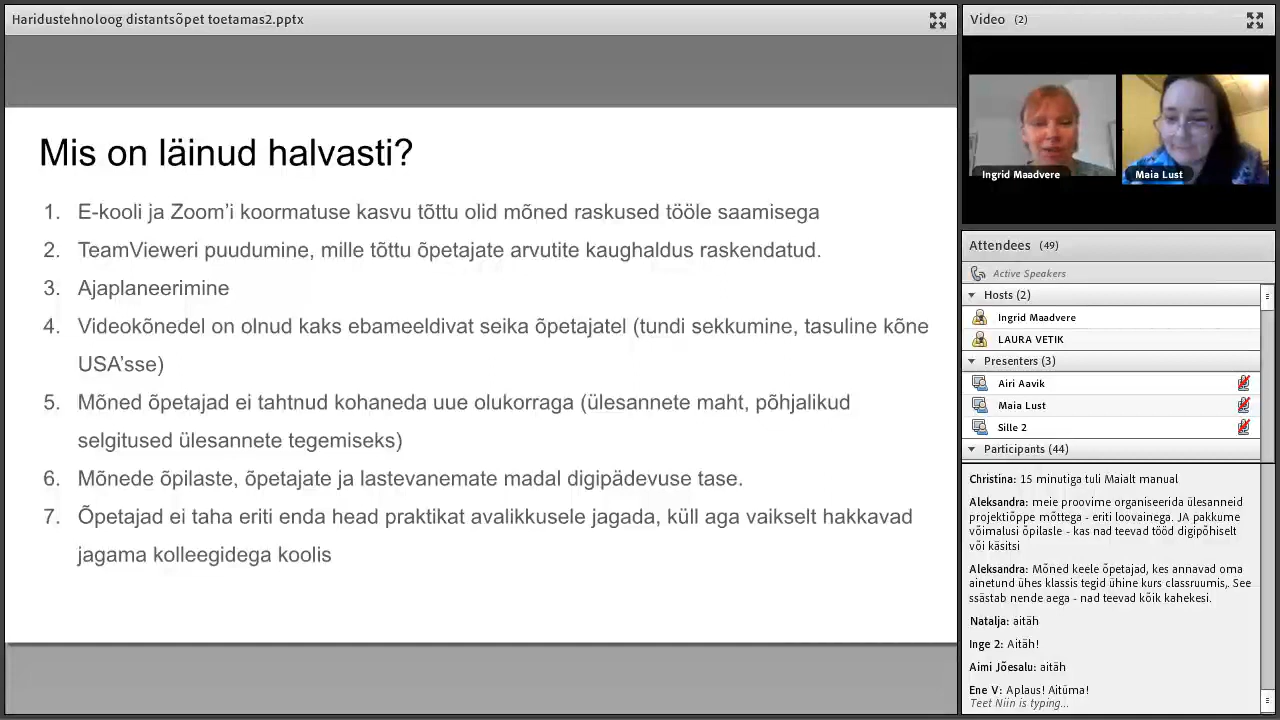 Haridustehnoloog distantsõpet toetamas2.pptx
Mis on läinud halvasti?
1. E-kooli ja Zoom’i koormatuse kasvu tõttu olid mõned raskused tööle saamisega
2. TeamVieweri puudumine, mille tõttu õpetajate arvutite kaughaldus raskendatud.
3. Ajaplaneerimine
4. Videokõnedel on olnud kaks ebameeldivat seika õpetajatel (tundi sekkumine, tasuline kõne
USA’sse)
5. Mõned õpetajad ei tahtnud kohaneda uue olukorraga (ülesannete maht, põhjalikud
selgitused ülesannete tegemiseks)
6. Mõnede õpilaste, õpetajate ja lastevanemate madal digipädevuse tase.
7. Õpetajad ei taha eriti enda head praktikat avalikkusele jagada, küll aga vaikselt hakkavad
jagama kolleegidega koolis
Video (2)
Ingrid Maadvere
Maia Lust
Attendees (49)
Active Speakers
Hosts (2)
Ingrid Maadvere
LAURA VETIK
Presenters (3)
Airi Aavik
Maia Lust
Sille 2
Participants (44)
Christina: 15 minutiga tuli Maialt manual
Aleksandra: meie proovime organiseerida ülesanneid
projektiõppe mõttega - eriti loovainega. JA pakkume
võimalusi õpilasle - kas nad teevad tööd digipõhiselt
või käsitsi
Aleksandra: Mõned keele õpetajad, kes annavad oma
ainetund ühes klassis tegid ühine kurs classruumis,. See
ssästab nende aega - nad teevad kõik kahekesi.
Natalja: aitäh
Inge 2: Aitäh!
Aimi Jõesalu: aitäh
Ene V: Aplaus! Aitüma!
Teet Niin is typing...